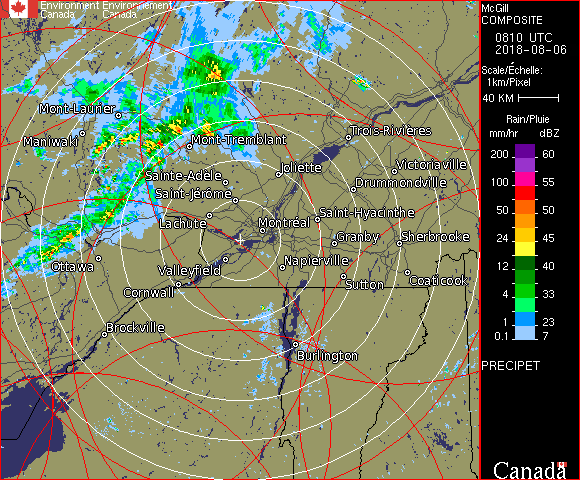 Environment Environnement
Canada Canada
McGill
COMPOSITE
0810 UTC
2018-08-06
Scale/Échelle:
1km/Pixel
40 KM
Rain/Pluie
mm/hr dBZ
200 60
150 57
100 55
50 50
24 45
12 40
4 33
1 23
0.1 7
PRECIPET
Mont-Laurier
Maniwaki
Mont-Tremblant
Trois-Rivières
Sainte-Adèle
Joliette
Victoriaville
Saint-Jérôme
Drummondville
Lachute
Montréal
Saint-Hyacinthe
Granby
Sherbrooke
Ottawa
Valleyfield
Napierville
Cornwall
Sutton
Coaticook
Brockville
Burlington
Canada